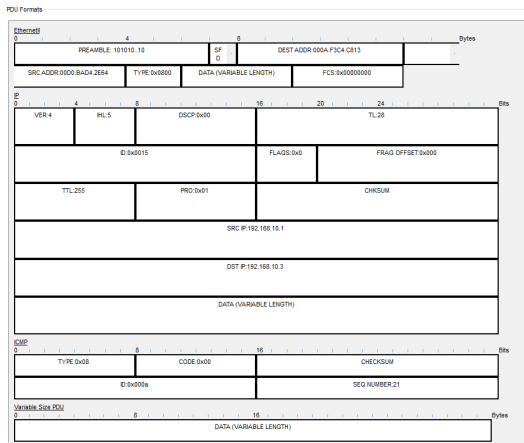 PDU Formats
EthernetII
0 4 8 Bytes
PREAMBLE: 101010..10 SF D DEST ADDR:000A.F3C4.C813
SRC ADDR:00D0.BAD4.2E64 TYPE:0x0800 DATA (VARIABLE LENGTH) FCS:0x00000000
IP
0 4 8 16 20 24 Bits
VER:4 IHL:5 DSCP:0x00 TL:28
ID:0x0015 FLAGS:0x0 FRAG OFFSET:0x000
TTL:255 PRO:0x01 CHKSUM
SRC IP:192.168.10.1
DST IP:192.168.10.3
DATA (VARIABLE LENGTH)
ICMP
0 8 16 Bits
TYPE:0x08 CODE:0x00 CHECKSUM
ID:0x000a SEQ NUMBER:21
Variable Size PDU
0 16 Bytes
DATA (VARIABLE LENGTH)